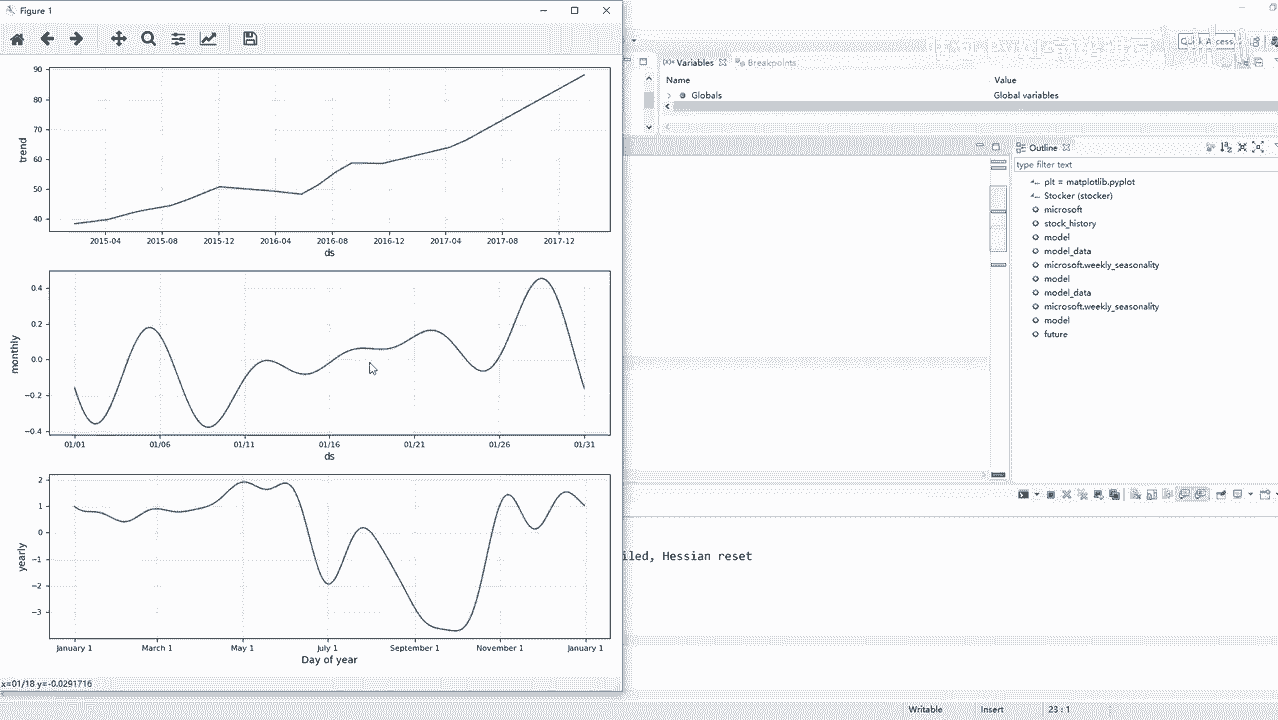 Figure 1
90
80
70
60
50
40
trend
2015-04 2015-08 2015-12 2016-04 2016-08 2016-12 2017-04 2017-08 2017-12
ds
0.4
0.2
0.0
−0.2
−0.4
monthly
01/01 01/06 01/11 01/16 01/21 01/26 01/31
ds
2
1
0
−1
−2
−3
yearly
January 1 March 1 May 1 July 1 September 1 November 1 January 1
Day of year
x=01/18 y=-0.0291716
Variables Breakpoints
Name Value
Globals Global variables
Outline
type filter text
plt = matplotlib.pyplot
Stocker (stocker)
microsoft
stock_history
model
model_data
microsoft.weekly_seasonality
model
model_data
microsoft.weekly_seasonality
model
future
iled, Hessian reset
Writable Insert 23 : 1